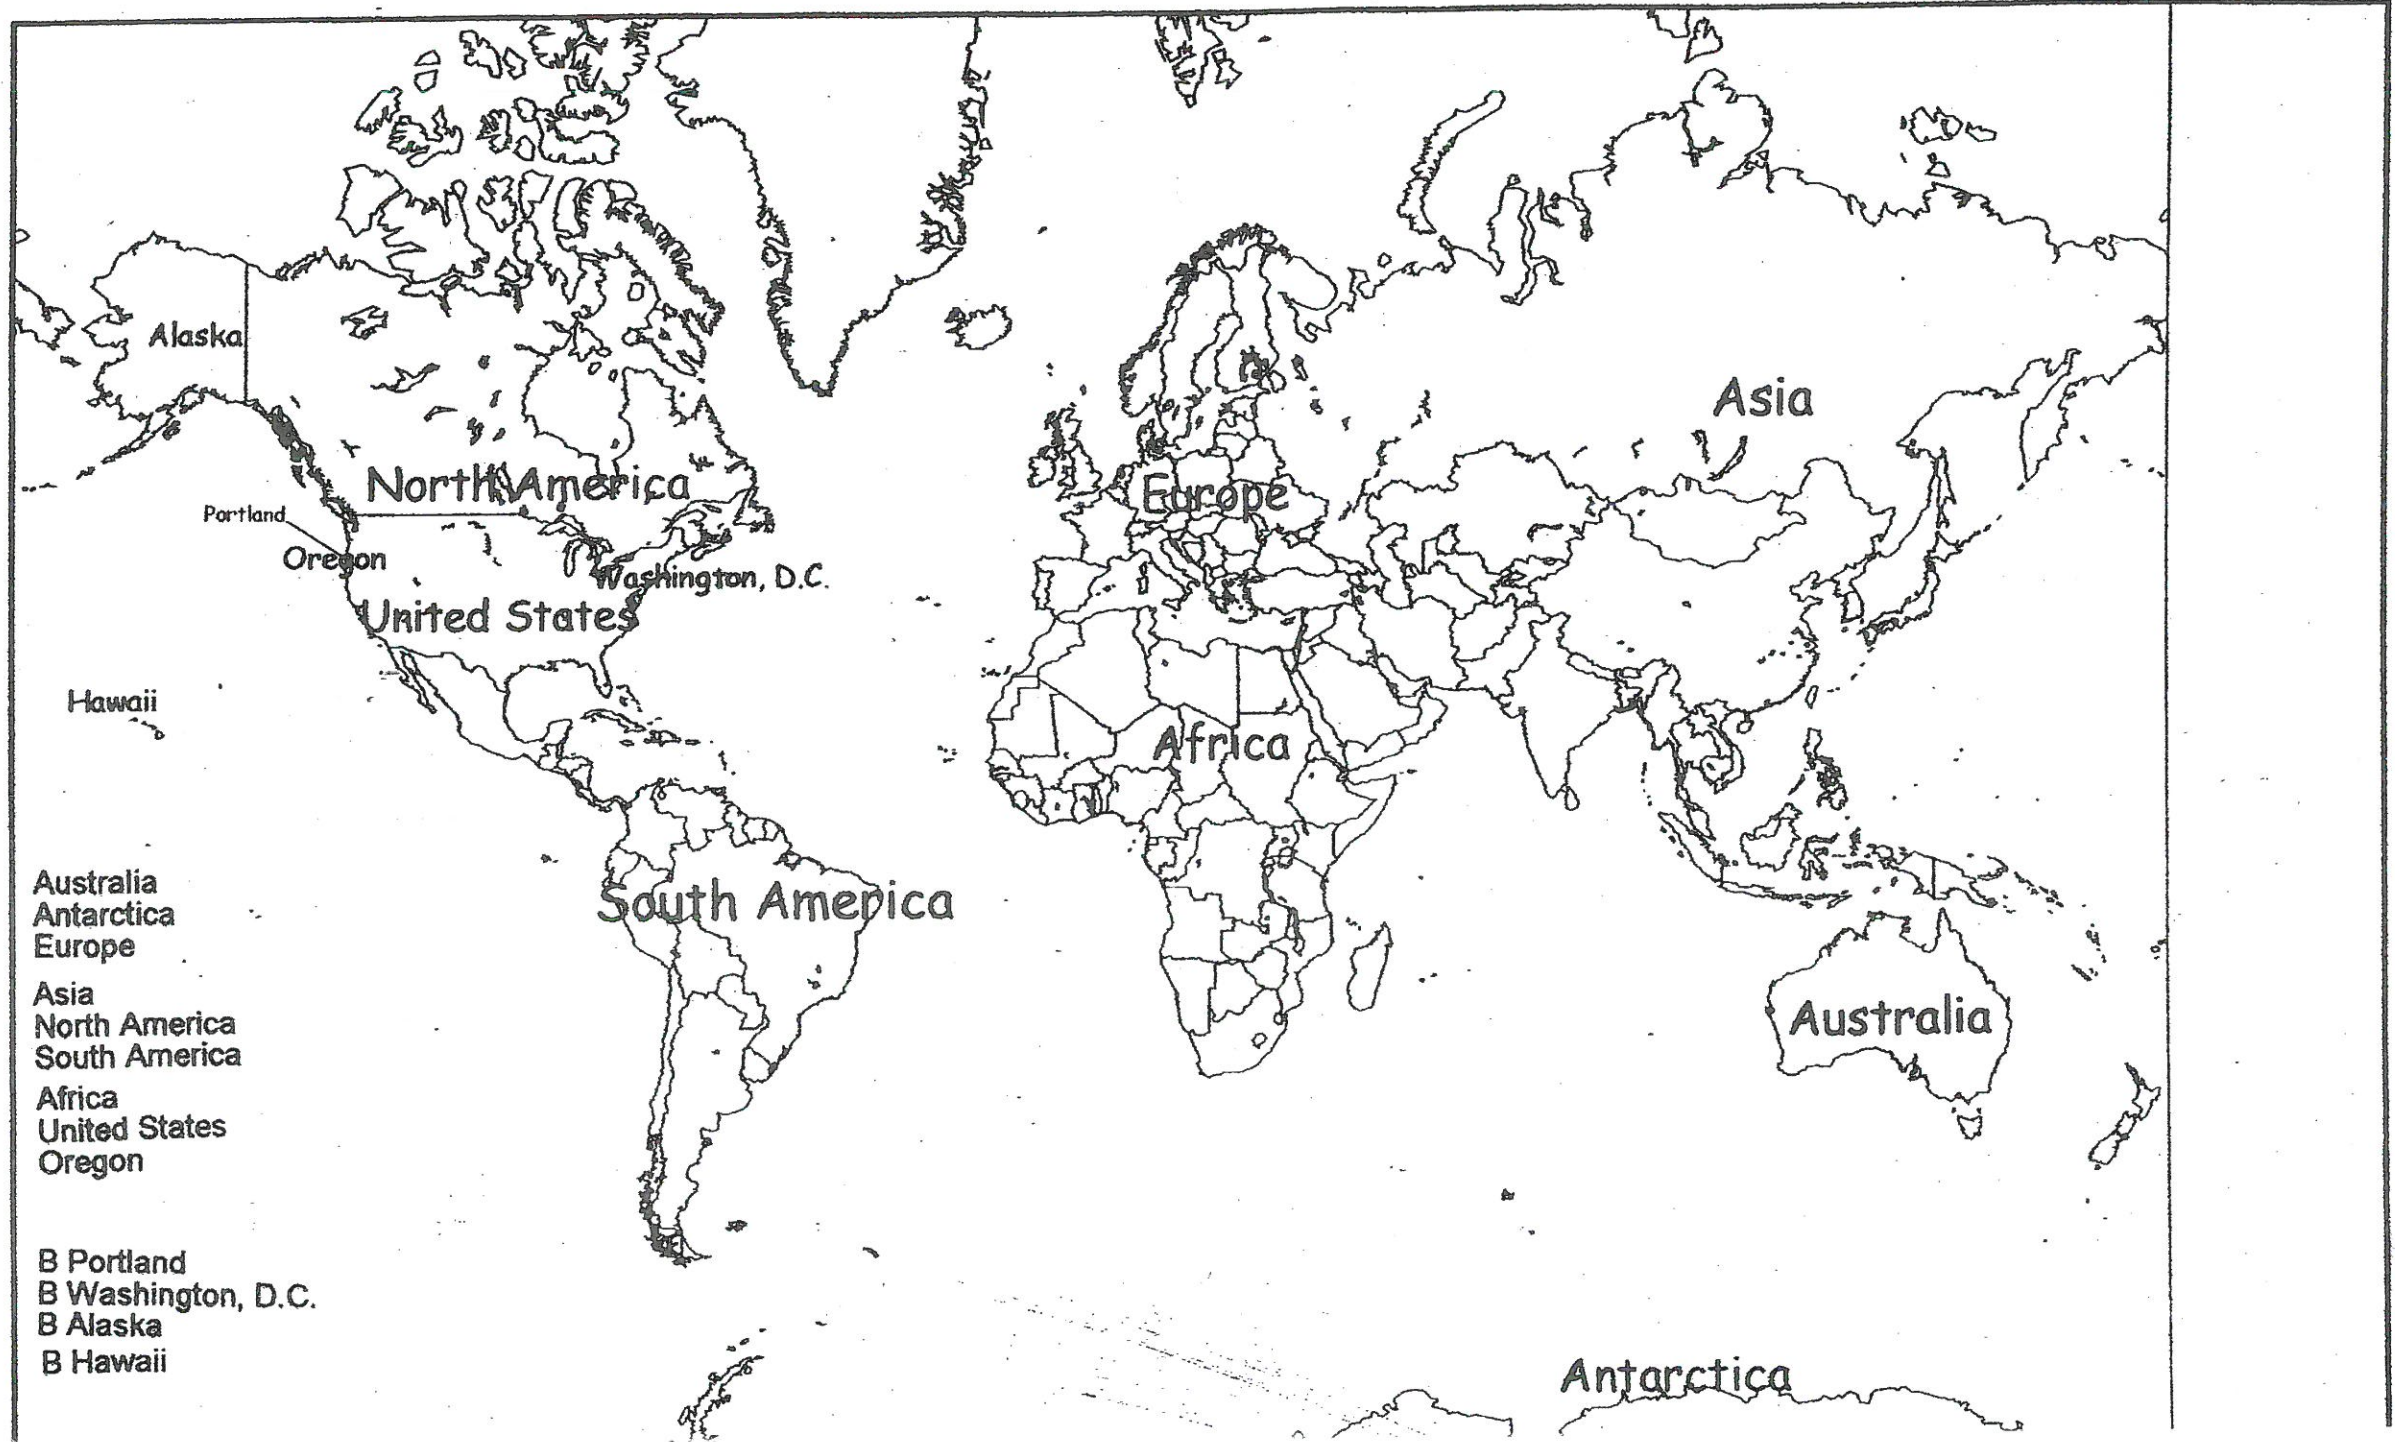 Alaska
Asia
North America
Europe
Portland
Oregon
Washington, D.C.
United States
Hawaii
Africa
Australia
Antarctica
Europe
South America
Asia
North America
South America
Australia
Africa
United States
Oregon
B Portland
B Washington, D.C.
B Alaska
B Hawaii
Antarctica